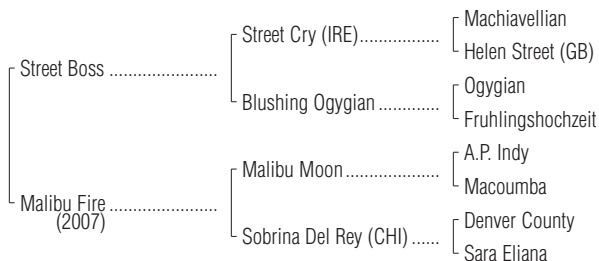 Machiavellian
Street Cry (IRE)..................
Helen Street (GB)
Street Boss ........................
Ogygian
Blushing Ogygian .............
Fruhlingshochzeit
A.P. Indy
Malibu Moon.....................
Macoumba
Malibu Fire ........................
(2007)
Denver County
Sobrina Del Rey (CHI) ......
Sara Eliana